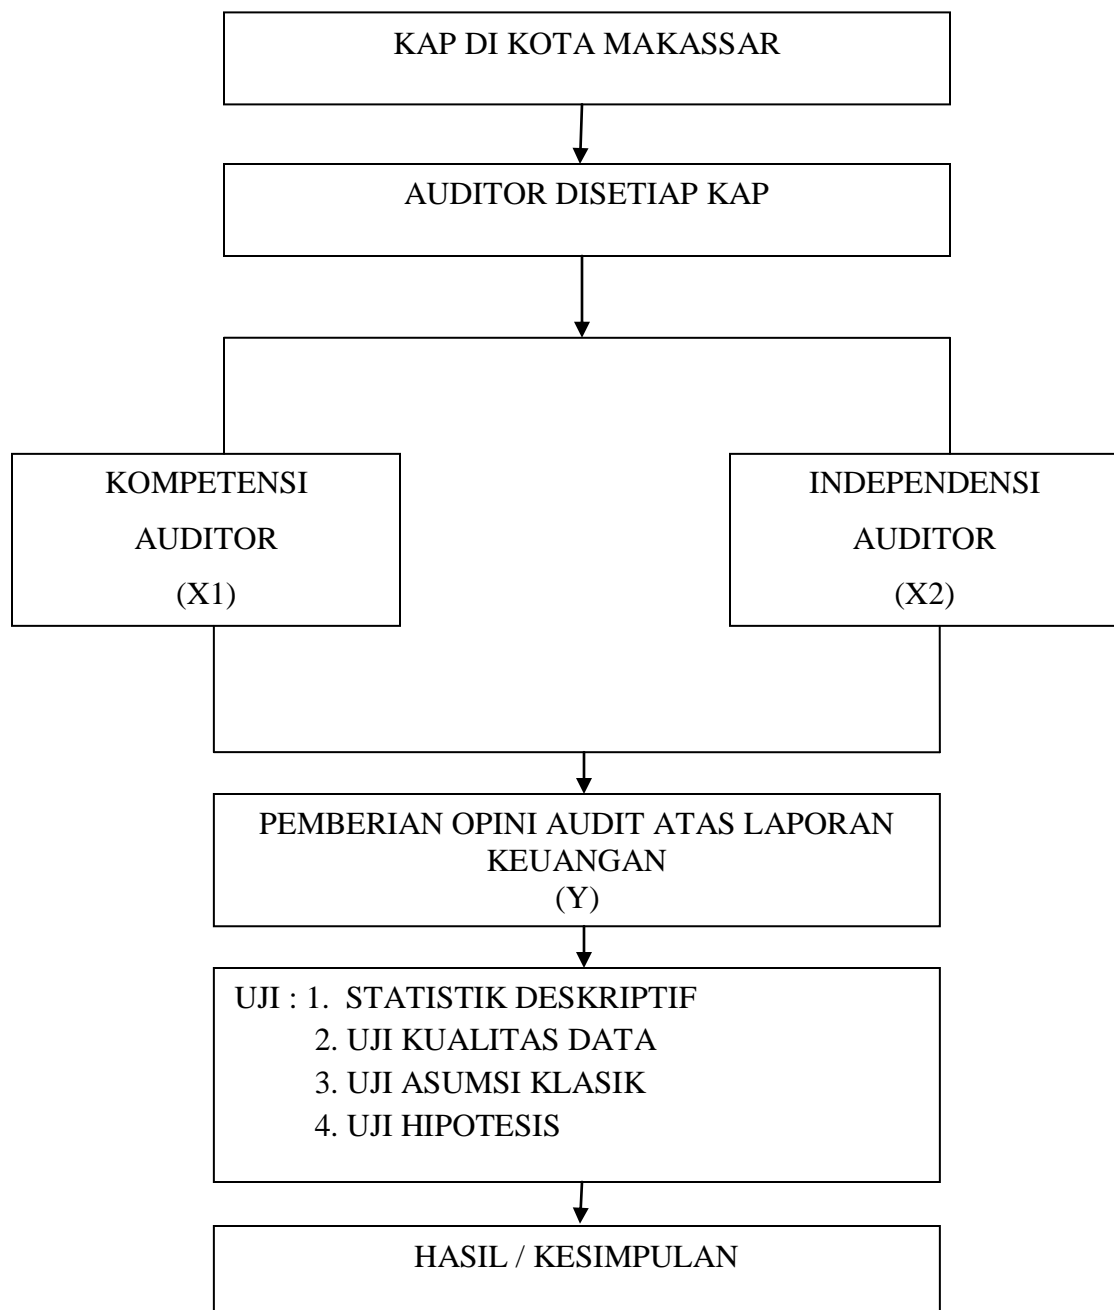 KAP DI KOTA MAKASSAR
AUDITOR DISETIAP KAP
KOMPETENSI
AUDITOR
(X1)
INDEPENDENSI
AUDITOR
(X2)
PEMBERIAN OPINI AUDIT ATAS LAPORAN
KEUANGAN
(Y)
UJI : 1. STATISTIK DESKRIPTIF
2. UJI KUALITAS DATA
3. UJI ASUMSI KLASIK
4. UJI HIPOTESIS
HASIL / KESIMPULAN